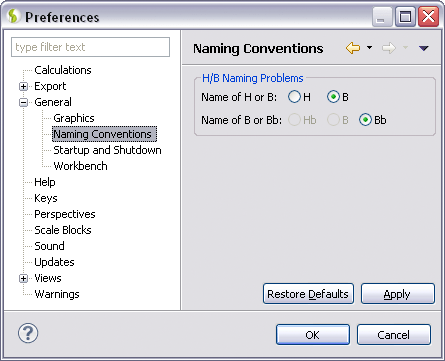 Preferences
type filter text
Naming Conventions
Calculations
Export
General
Graphics
Naming Conventions
Startup and Shutdown
Workbench
Help
Keys
Perspectives
Scale Blocks
Sound
Updates
Views
Warnings
H/B Naming Problems
Name of H or B: H B
Name of B or Bb: Hb B Bb
Restore Defaults Apply
? OK Cancel